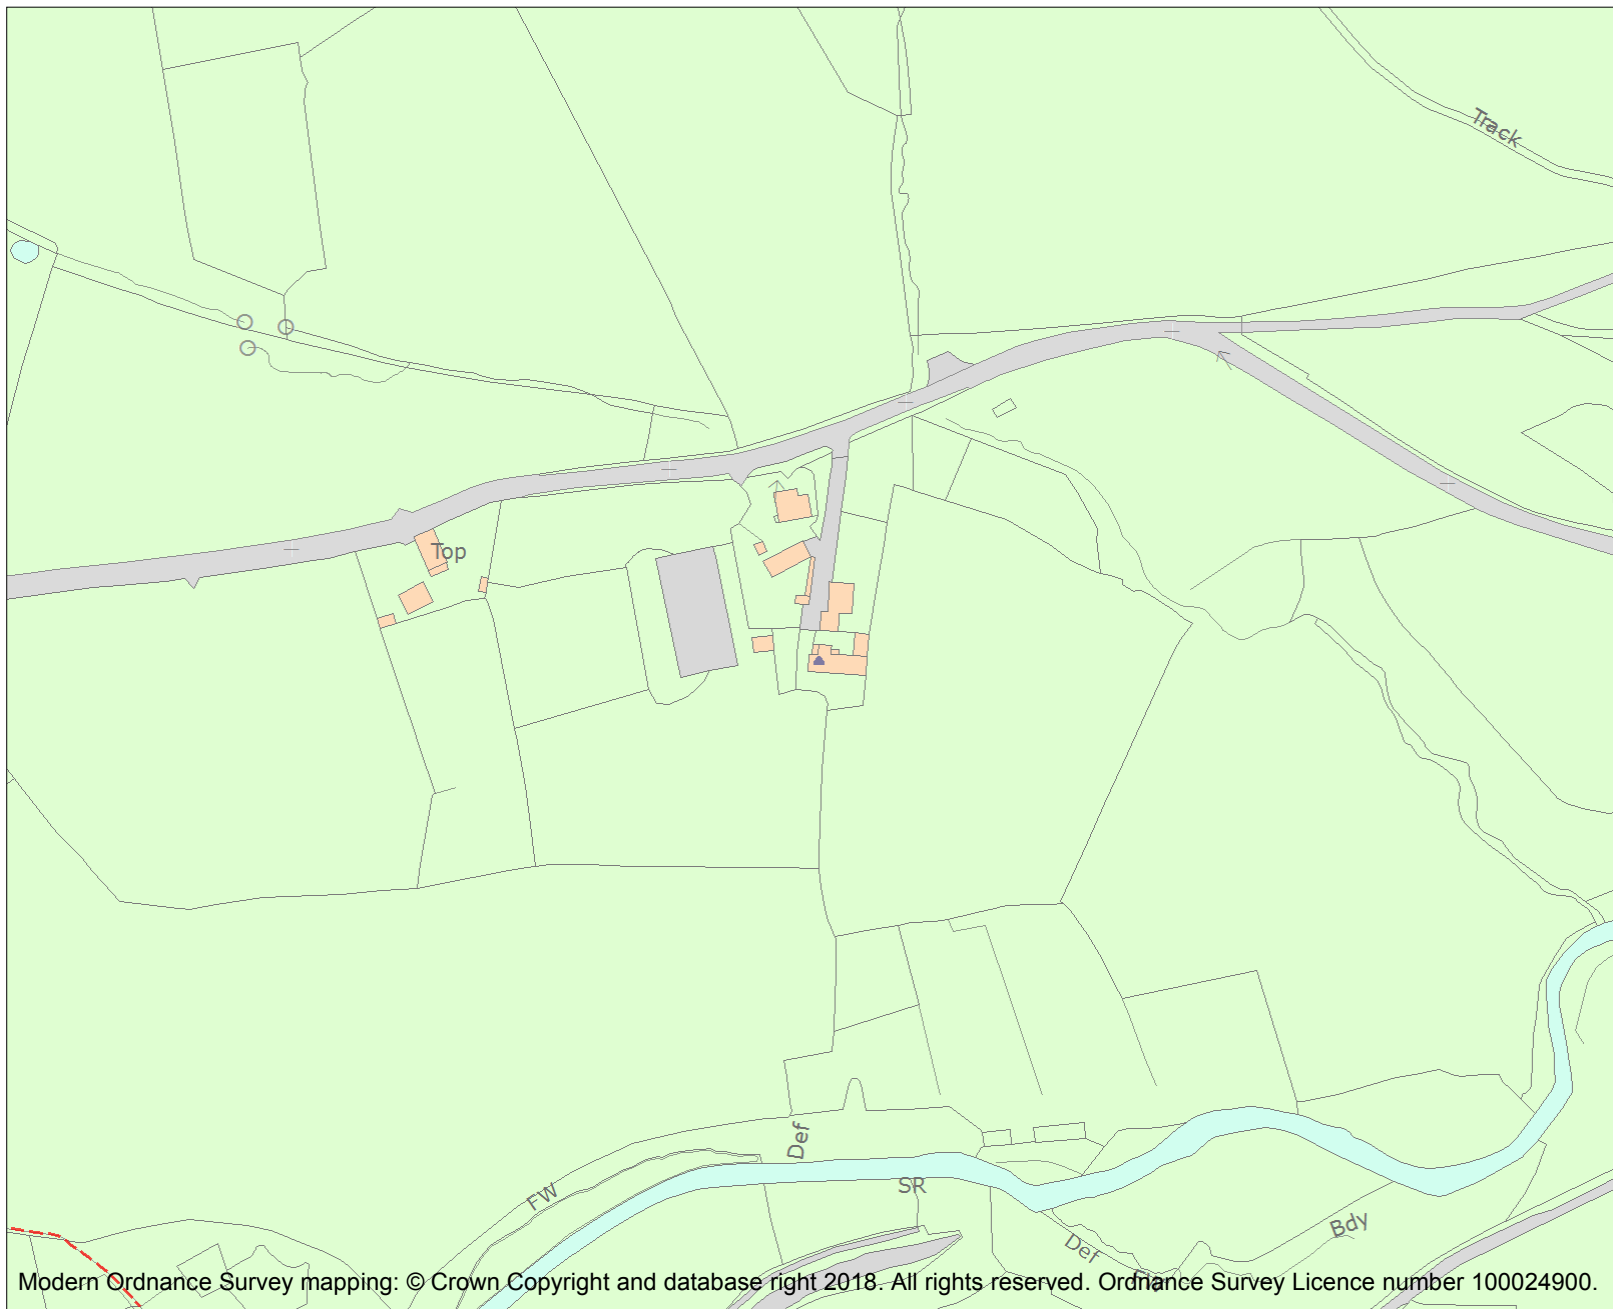 Track
Top
Def
FW
SR
Bdy
Def
Modern Ordnance Survey mapping: © Crown Copyright and database right 2018. All rights reserved. Ordnance Survey Licence number 100024900.